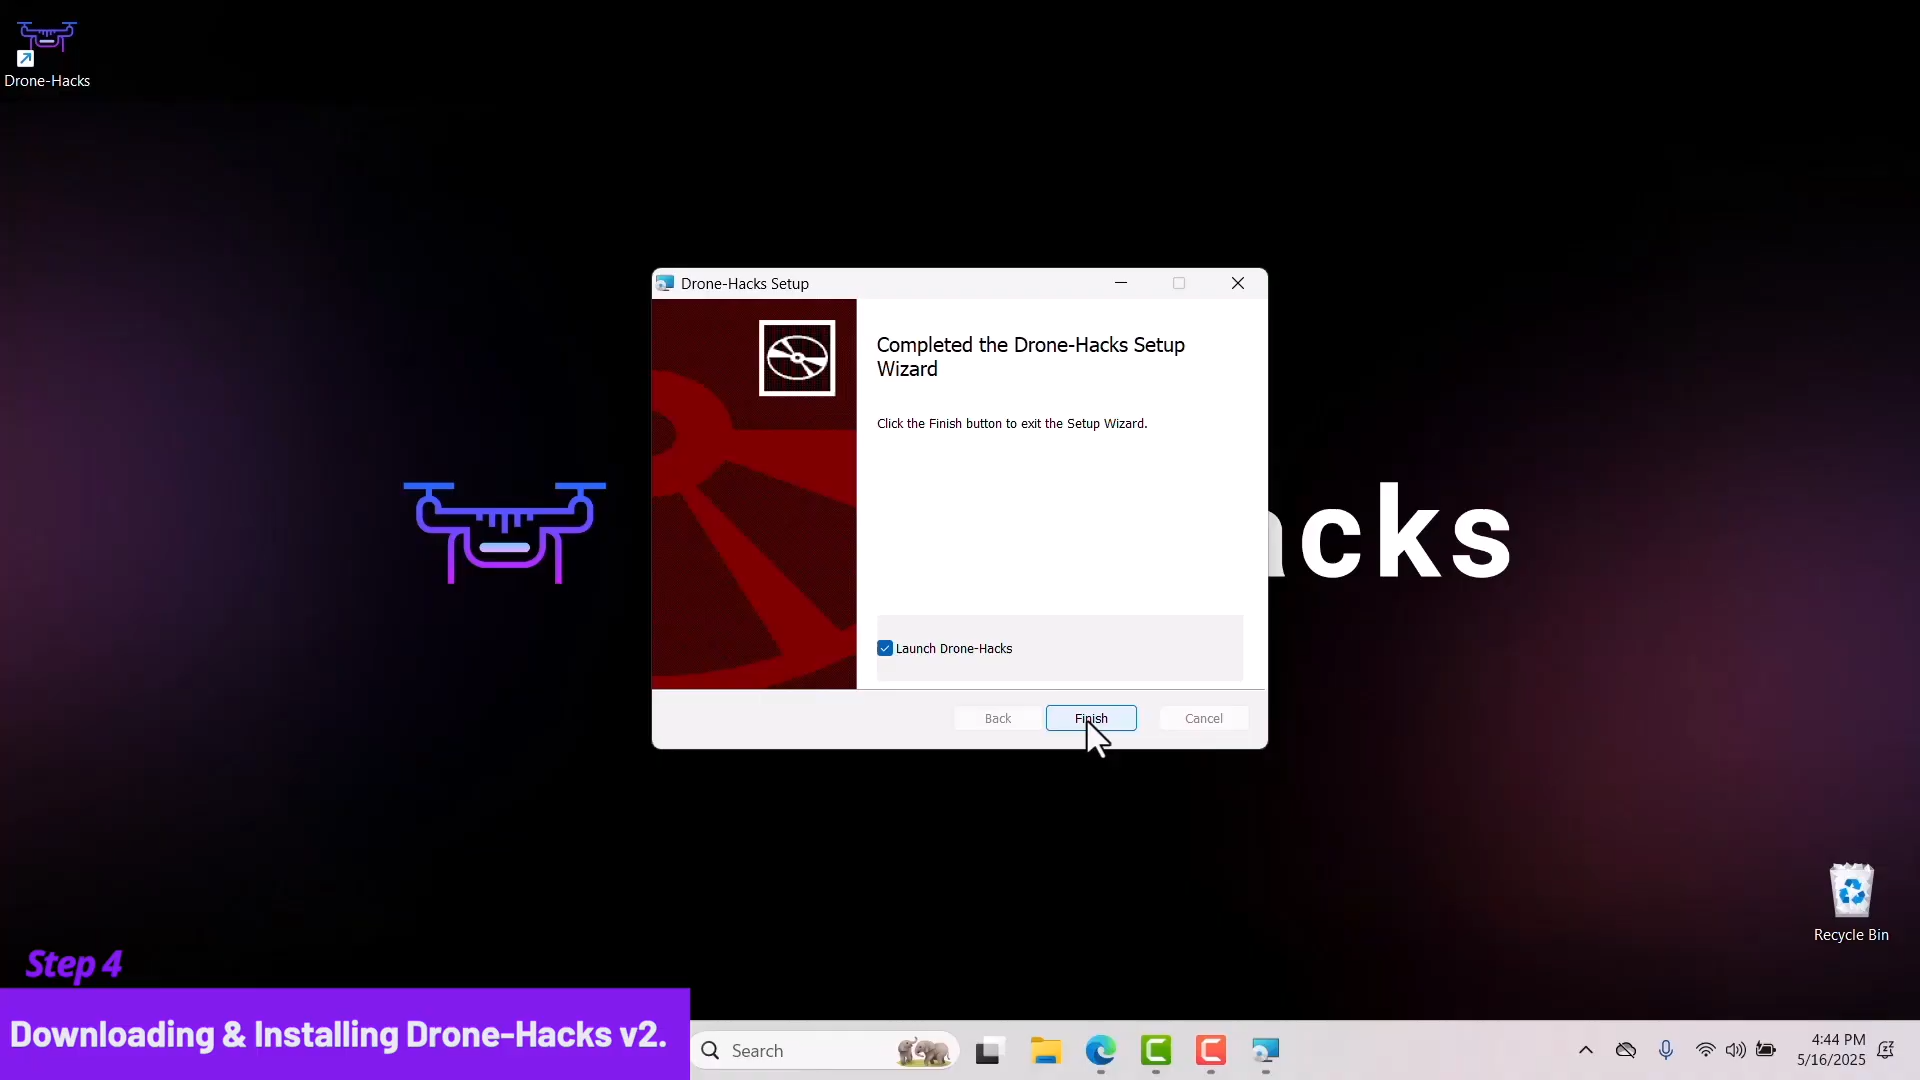 Drone-Hacks
Drone-Hacks Setup
Completed the Drone-Hacks Setup
Wizard
Click the Finish button to exit the Setup Wizard.
acks
Launch Drone-Hacks
Back
Finish
Cancel
Recycle Bin
Step 4
Downloading & Installing Drone-Hacks v2.
Search
4:44 PM
5/16/2025